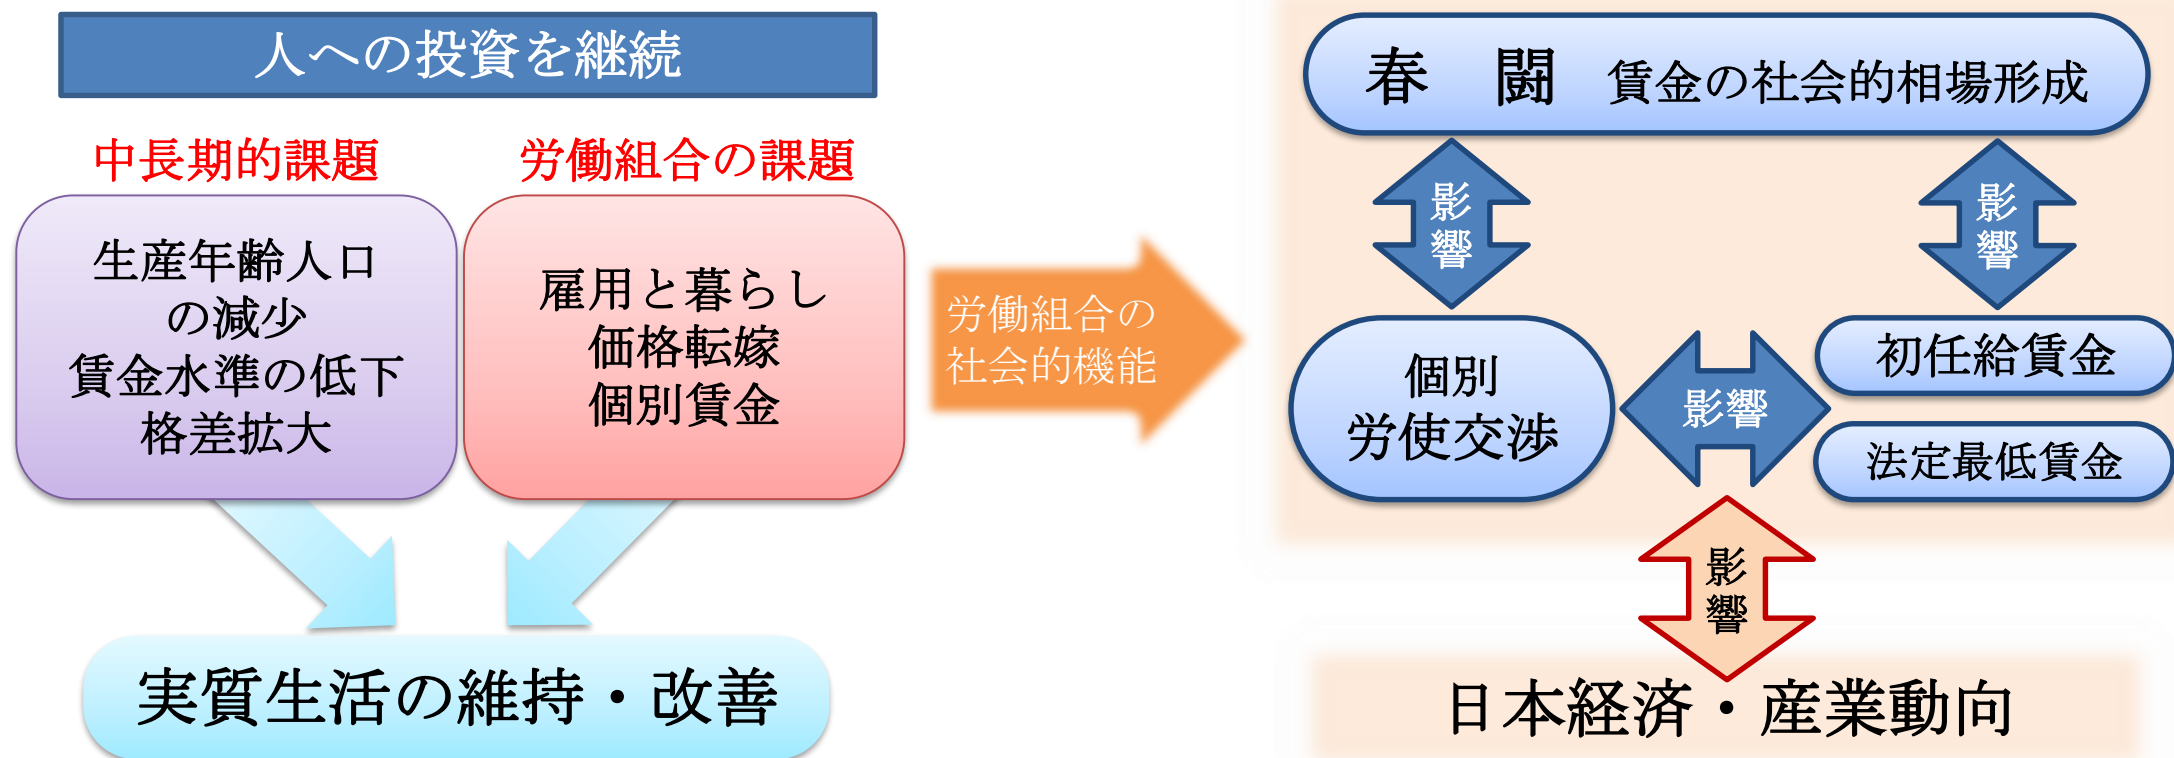 人への投資を継続
中長期的課題
生産年齢人口
の減少
賃金水準の低下
格差拡大
労働組合の課題
雇用と暮らし
価格転嫁
個別賃金
実質生活の維持・改善
労働組合の
社会的機能
春　闘　賃金の社会的相場形成
影
響
影
響
個別
労使交渉
影響
初任給賃金
法定最低賃金
影
響
日本経済・産業動向